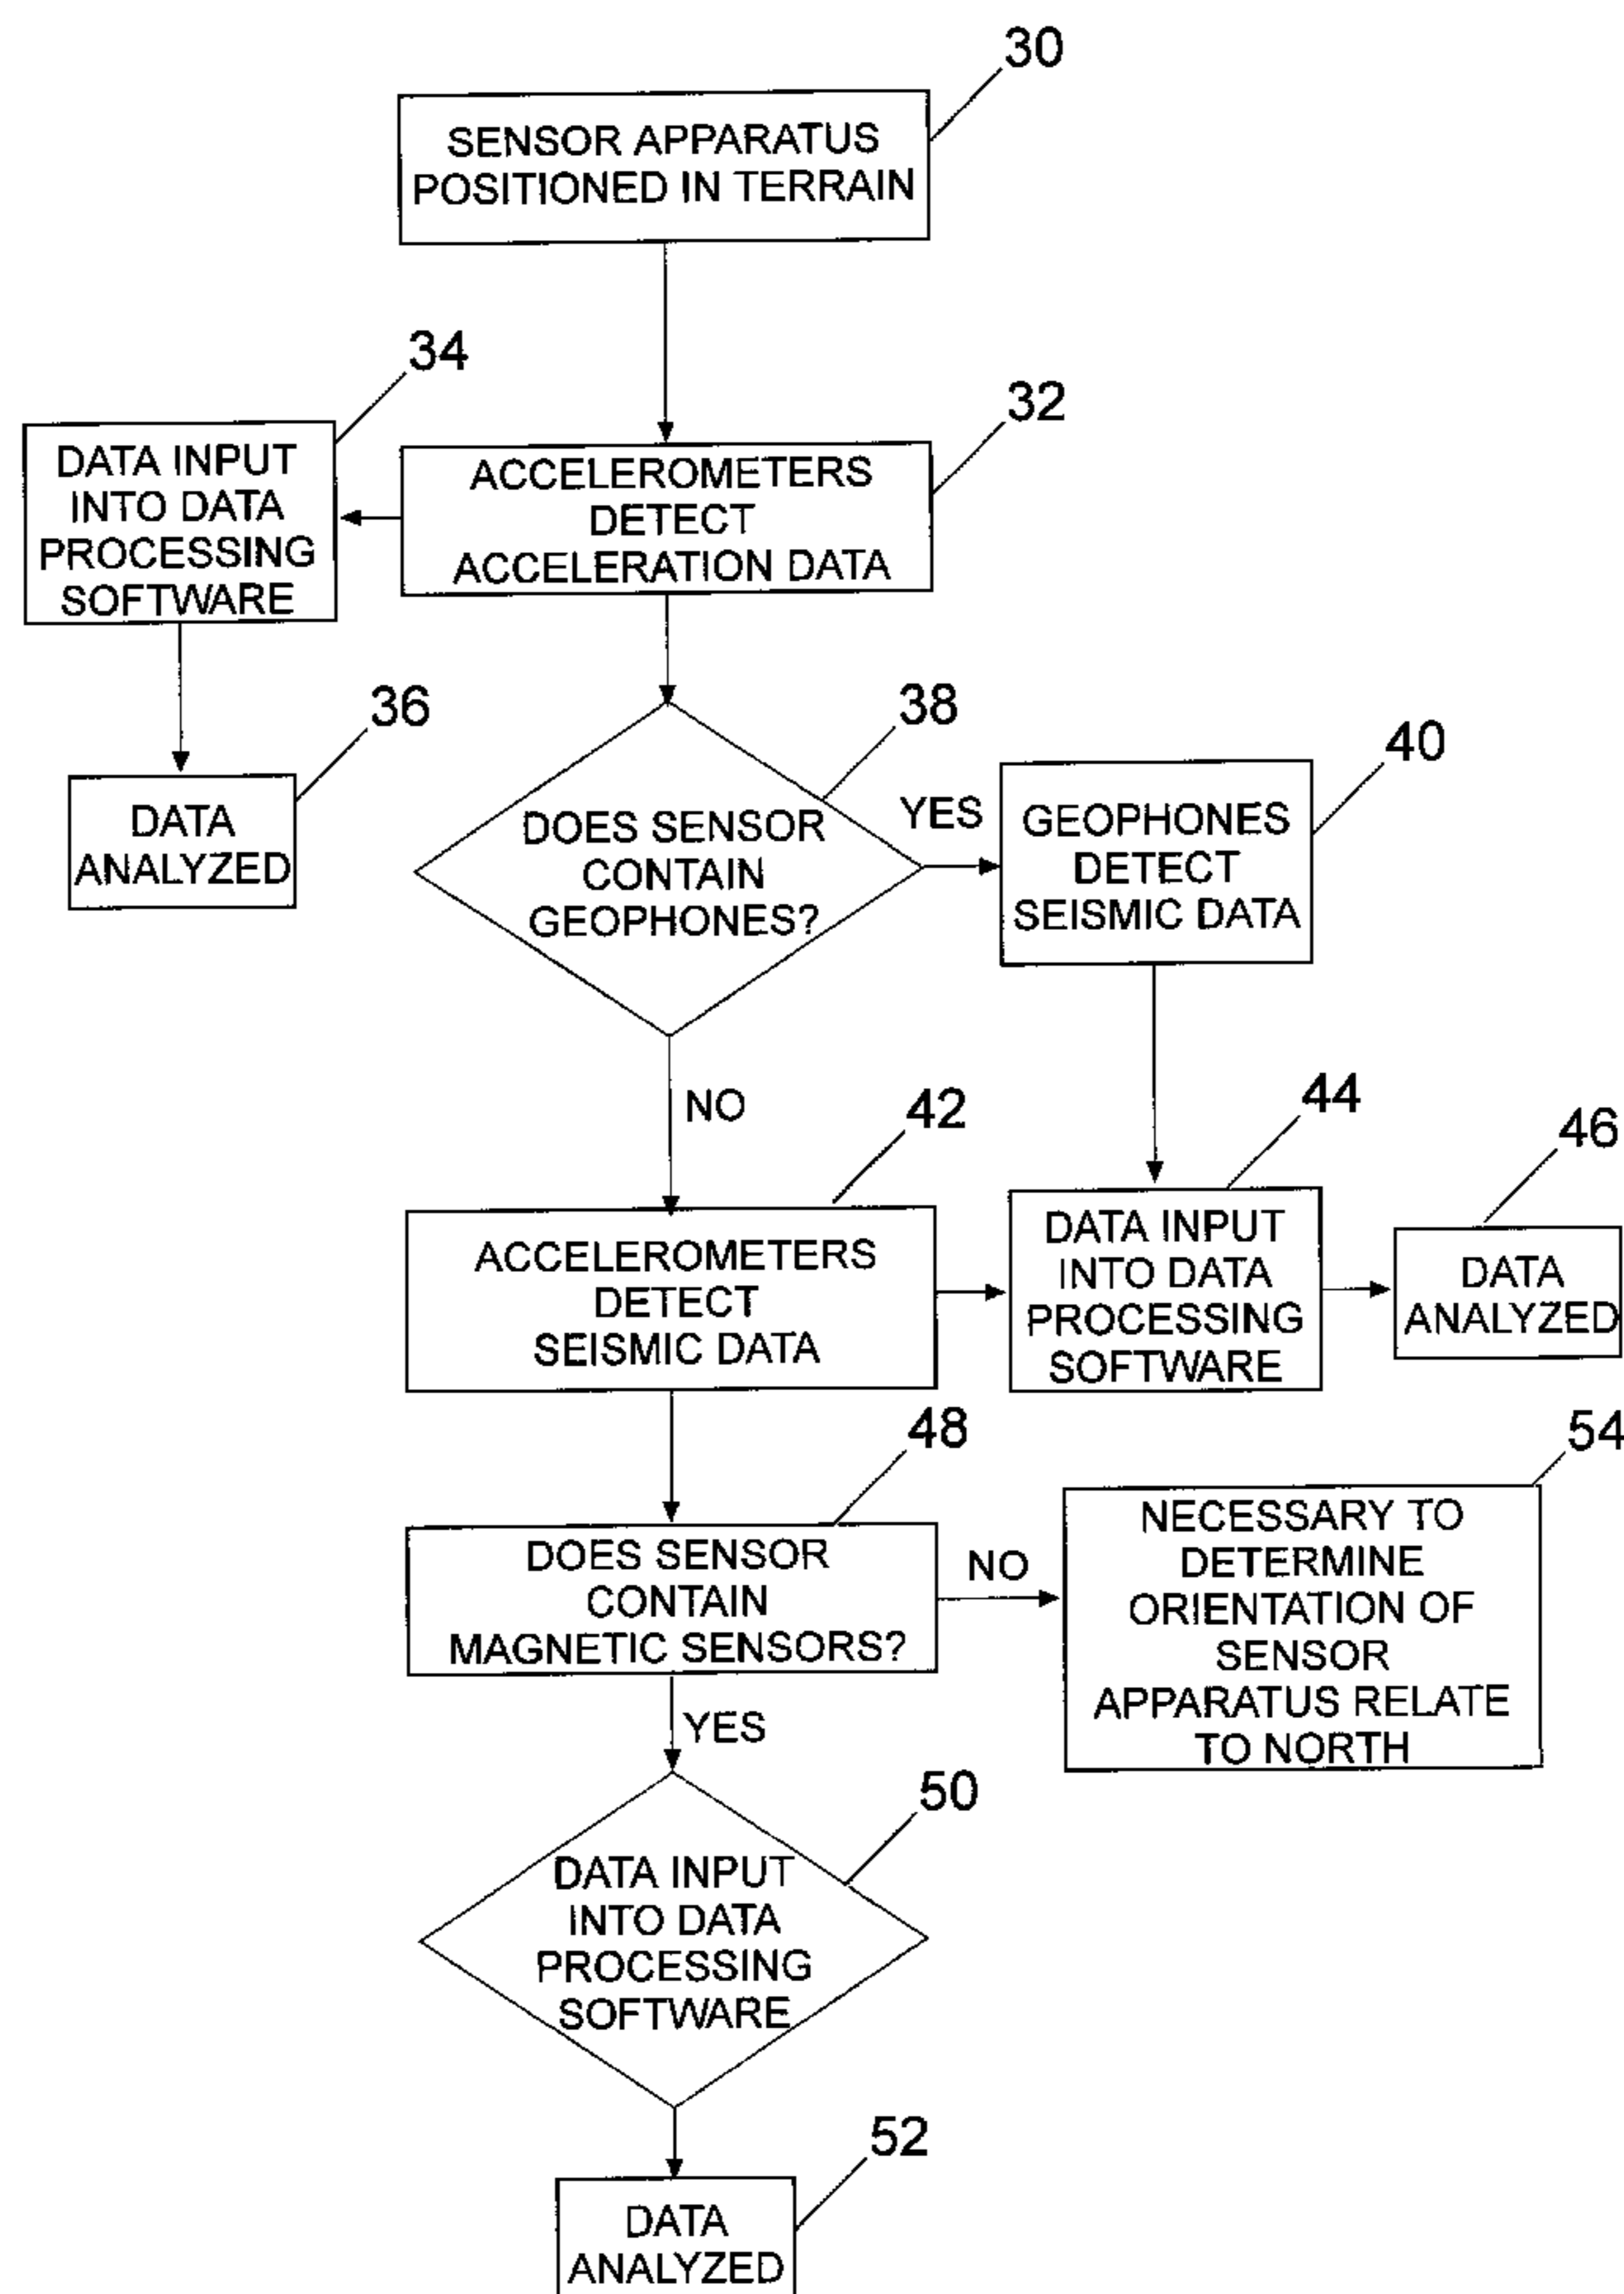 30
SENSOR APPARATUS
POSITIONED IN TERRAIN
34
32
DATA INPUT
INTO DATA
PROCESSING
SOFTWARE
ACCELEROMETERS
DETECT
ACCELERATION DATA
36
38
40
DATA
ANALYZED
DOES SENSOR
CONTAIN
GEOPHONES?
YES
GEOPHONES
DETECT
SEISMIC DATA
NO
42
44
46
ACCELEROMETERS
DETECT
SEISMIC DATA
DATA INPUT
INTO DATA
PROCESSING
SOFTWARE
DATA
ANALYZED
48
54
DOES SENSOR
CONTAIN
MAGNETIC SENSORS?
NO
NECESSARY TO
DETERMINE
ORIENTATION OF
SENSOR
APPARATUS RELATE
TO NORTH
YES
50
DATA INPUT
INTO DATA
PROCESSING
SOFTWARE
52
DATA
ANALYZED